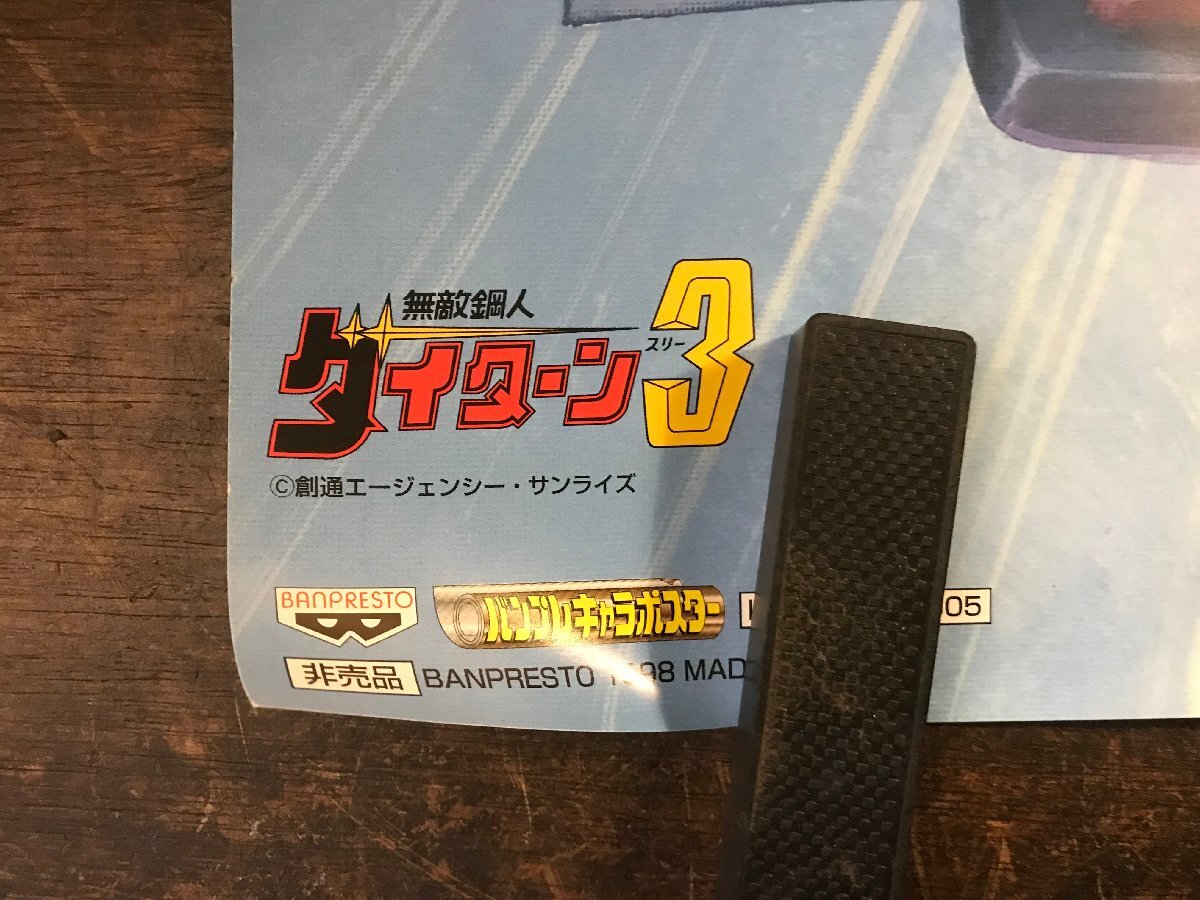 無敵鋼人
ダイターン3
スリー
©創通エージェンシー・サンライズ
BANPRESTO
バンプレキャラポスター
05
非売品 BANPRESTO 1998 MAD